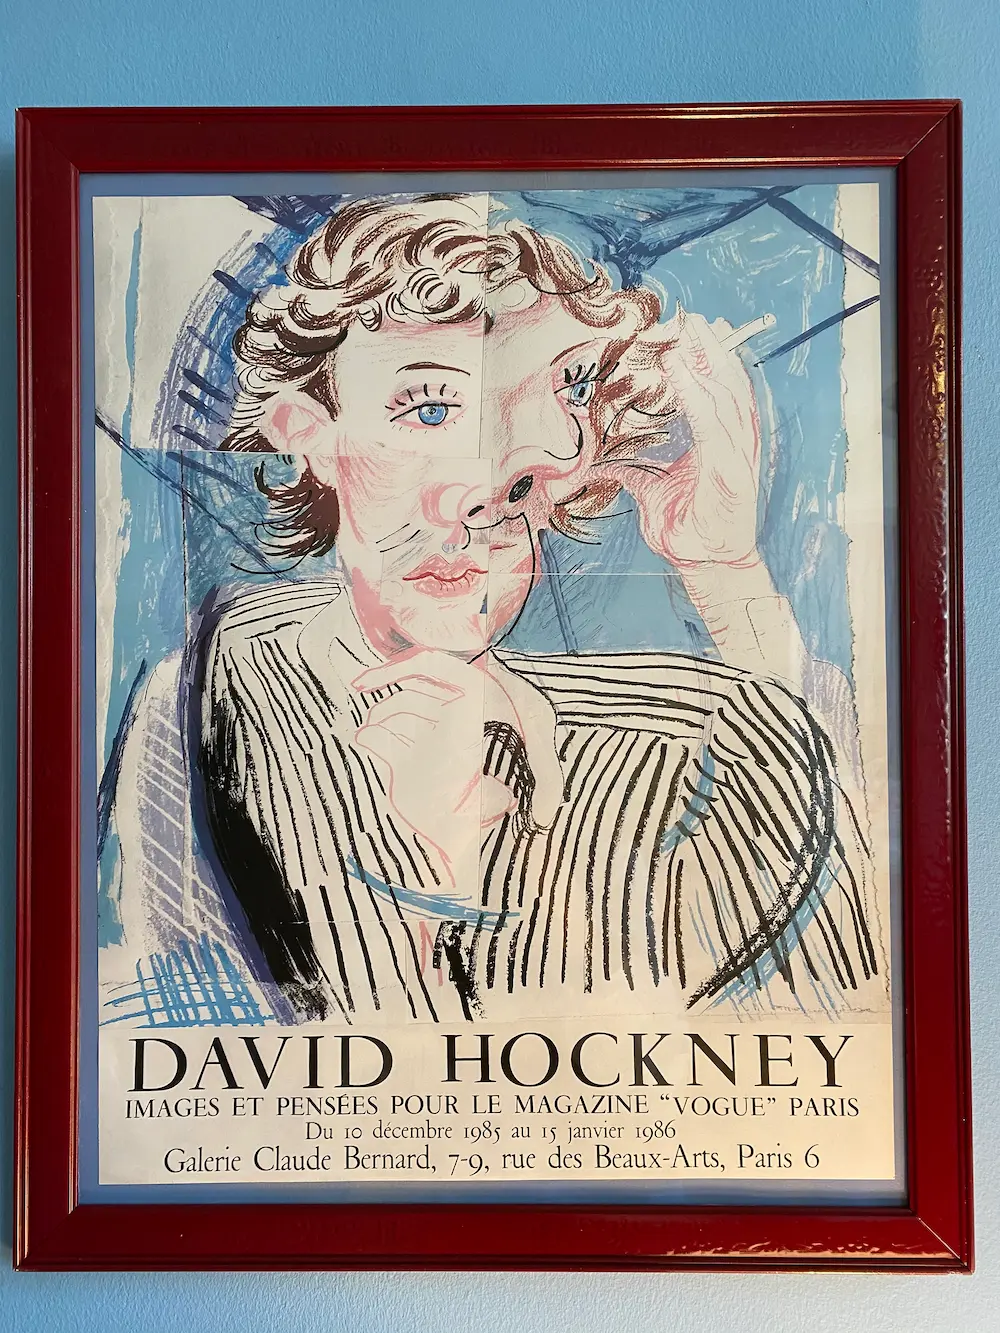 DAVID HOCKNEY
IMAGES ET PENSÉES POUR LE MAGAZINE “VOGUE” PARIS
Du 10 décembre 1985 au 15 janvier 1986
Galerie Claude Bernard, 7-9, rue des Beaux-Arts, Paris 6